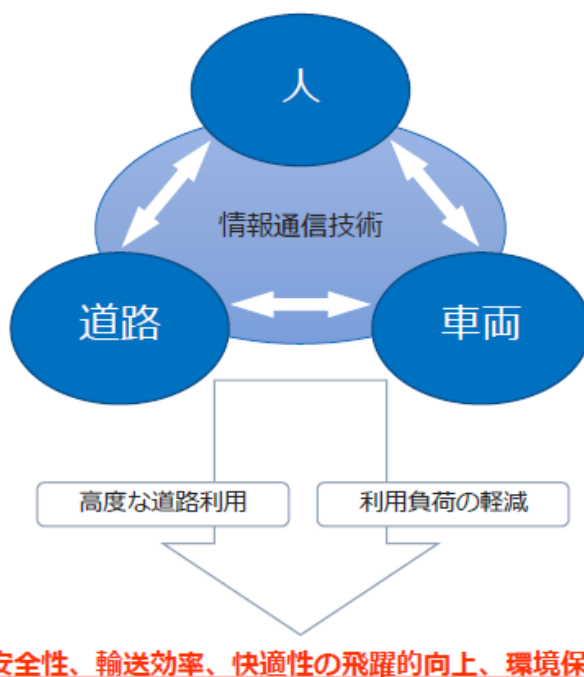 人
情報通信技術
道路
車両
高度な道路利用
利用負荷の軽減
安全性、輸送効率、快適性の飛躍的向上、環境保